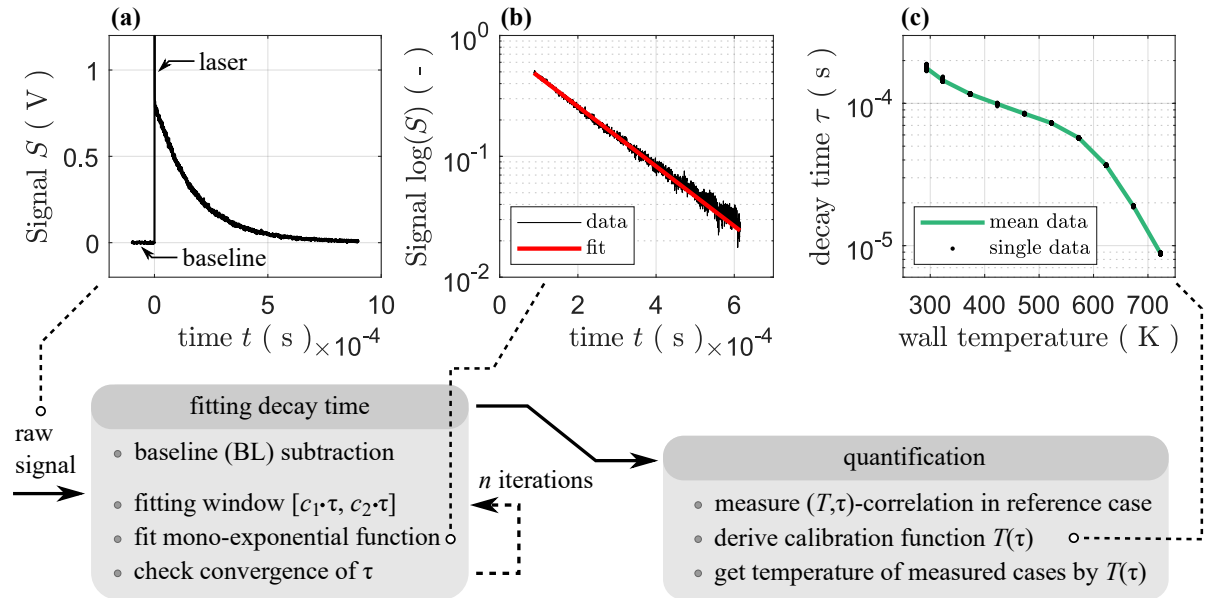 (a)
Signal S ( V )
1
0.5
0
laser
baseline
0
5
10
time t ( s )
×10^-4
(b)
Signal log(S) ( - )
10^0
10^-1
10^-2
data
fit
0
2
4
6
time t ( s )
×10^-4
(c)
decay time τ ( s )
10^-4
10^-5
mean data
single data
300
400
500
600
700
wall temperature ( K )
raw
signal
fitting decay time
• baseline (BL) subtraction
• fitting window [c₁·τ, c₂·τ]
• fit mono-exponential function
• check convergence of τ
n iterations
quantification
• measure (T,τ)-correlation in reference case
• derive calibration function T(τ)
• get temperature of measured cases by T(τ)